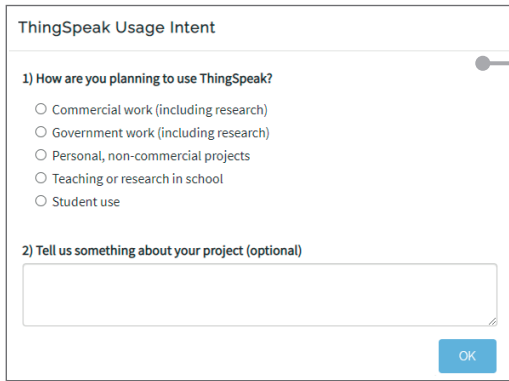 ThingSpeak Usage Intent
1) How are you planning to use ThingSpeak?
Commercial work (including research)
Government work (including research)
Personal, non-commercial projects
Teaching or research in school
Student use
2) Tell us something about your project (optional)
OK